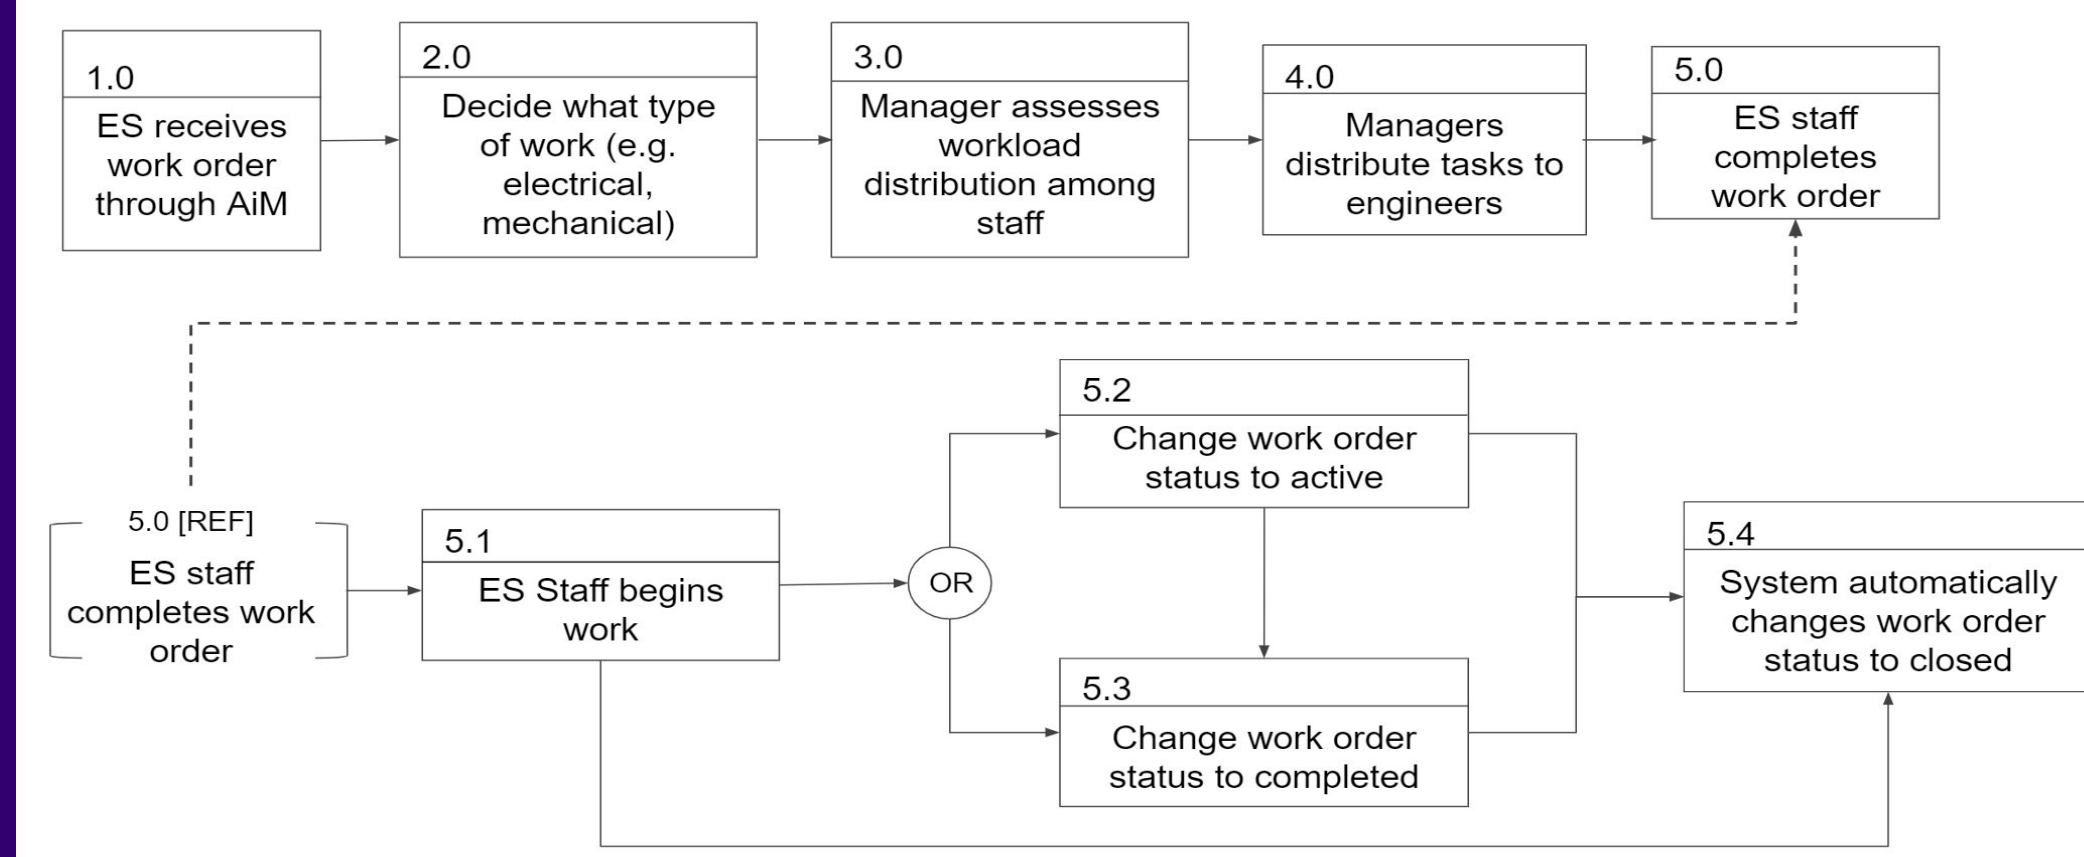 1.0
ES receives
work order
through AiM
2.0
Decide what type
of work (e.g.
electrical,
mechanical)
3.0
Manager assesses
workload
distribution among
staff
4.0
Managers
distribute tasks to
engineers
5.0
ES staff
completes
work order
5.0 [REF]
ES staff
completes work
order
5.1
ES Staff begins
work
OR
5.2
Change work order
status to active
5.3
Change work order
status to completed
5.4
System automatically
changes work order
status to closed